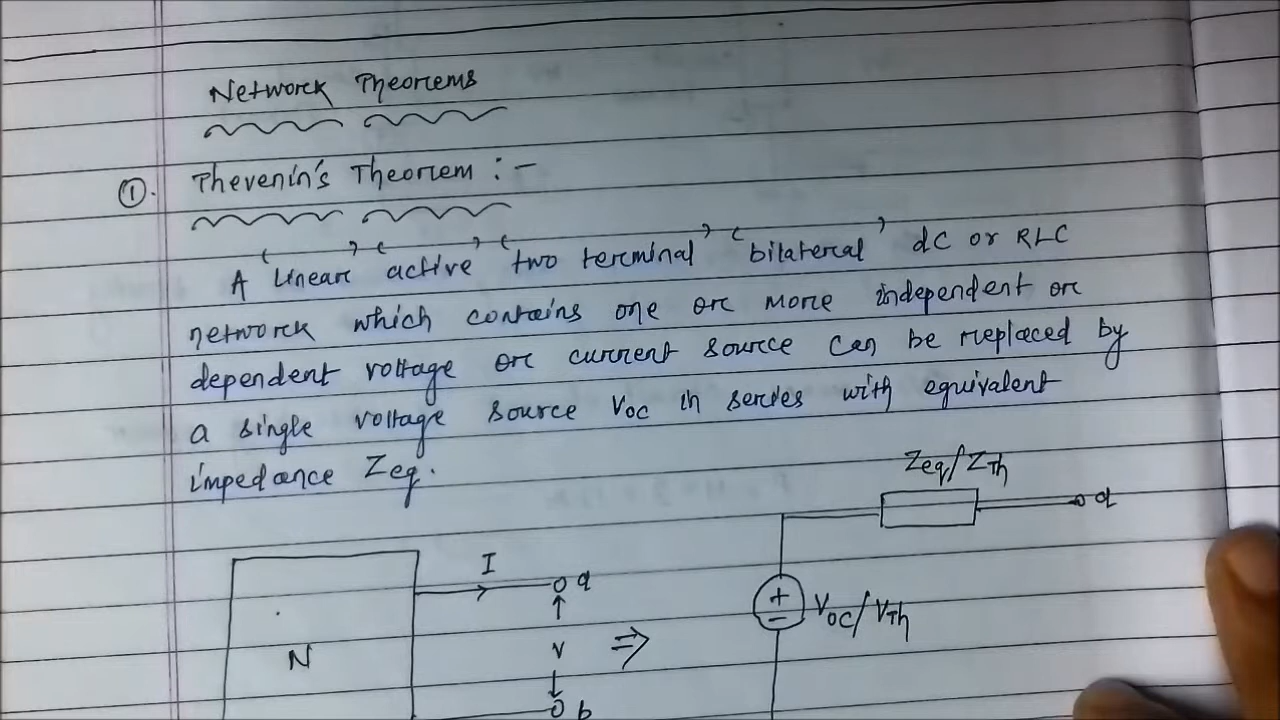 Network Theorems
①. Thevenin's Theorem :-
A 'Linear' 'active' 'two terminal' 'bilateral' dC or RLC
network which contains one or more independent or
dependent voltage or current source can be replaced by
a single voltage source Voc in series with equivalent
impedance Zeq.
Zeq/ZTh
a
I
a
N
V
⇒
+
-
Voc/VTh
b